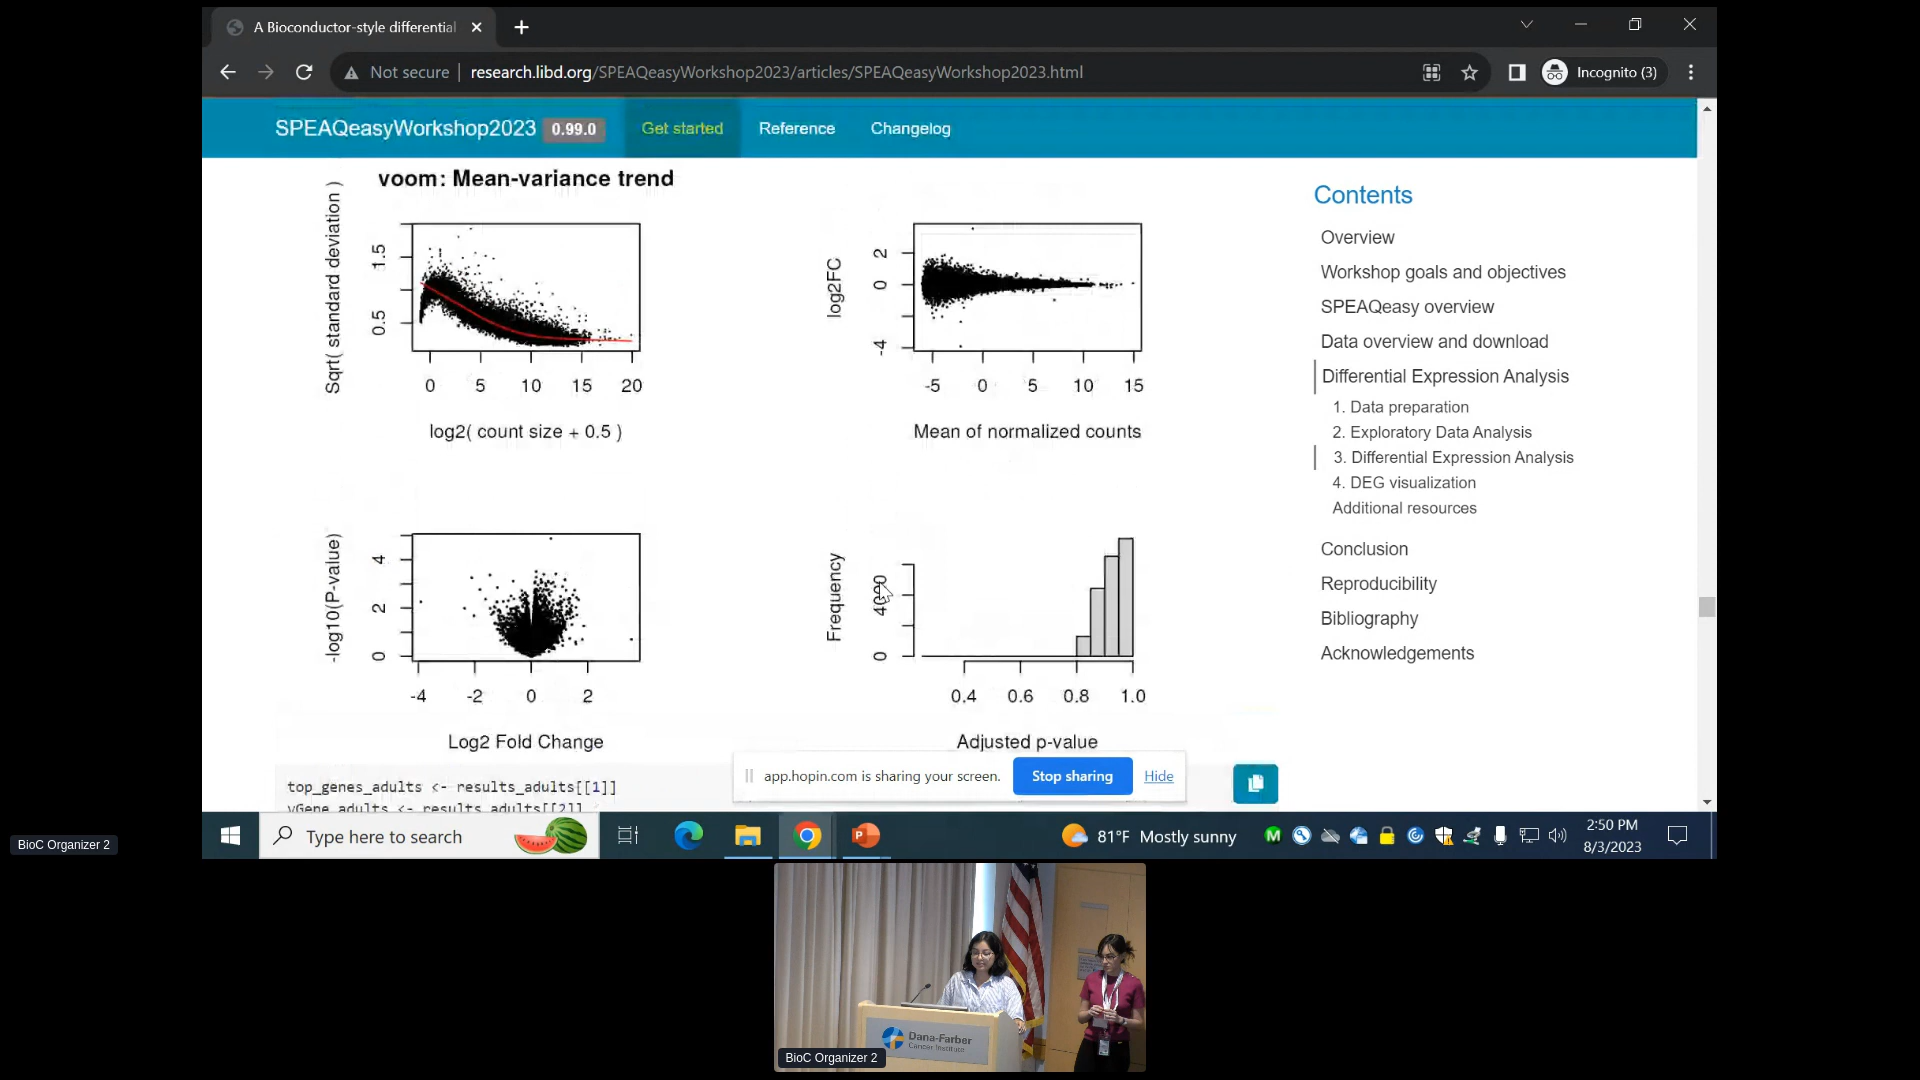 A Bioconductor-style differential
Not secure
research.libd.org/SPEAQeasyWorkshop2023/articles/SPEAQeasyWorkshop2023.html
Incognito (3)
SPEAQeasyWorkshop2023 0.99.0
Get started
Reference
Changelog
voom: Mean-variance trend
Sqrt( standard deviation )
1.5
0.5
0 5 10 15 20
log2( count size + 0.5 )
log2FC
2
0
-4
-5 0 5 10 15
Mean of normalized counts
-log10(P-value)
4
2
0
-4 -2 0 2
Log2 Fold Change
Frequency
4000
0
0.4 0.6 0.8 1.0
Adjusted p-value
Contents
Overview
Workshop goals and objectives
SPEAQeasy overview
Data overview and download
Differential Expression Analysis
1. Data preparation
2. Exploratory Data Analysis
3. Differential Expression Analysis
4. DEG visualization
Additional resources
Conclusion
Reproducibility
Bibliography
Acknowledgements
top_genes_adults <- results_adults[[1]]
vGene_adults <- results_adults[[2]]
app.hopin.com is sharing your screen.
Stop sharing
Hide
Type here to search
81°F Mostly sunny
2:50 PM
8/3/2023
BioC Organizer 2
Dana-Farber
Cancer Institute
BioC Organizer 2